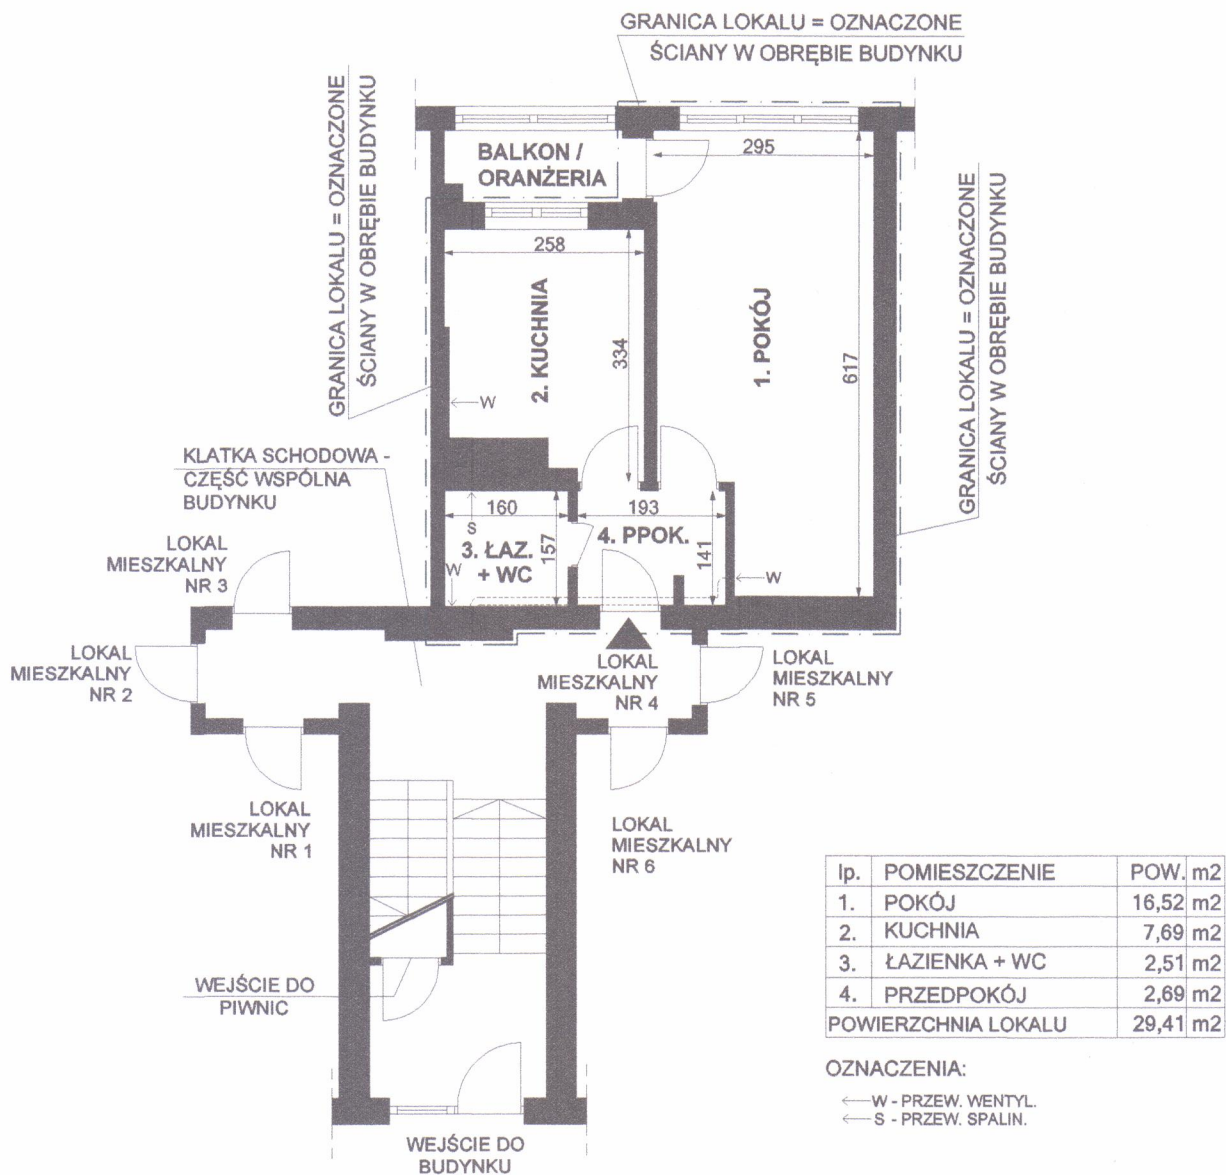 GRANICA LOKALU = OZNACZONE
ŚCIANY W OBRĘBIE BUDYNKU
GRANICA LOKALU = OZNACZONE
ŚCIANY W OBRĘBIE BUDYNKU
BALKON /
ORANŻERIA
295
GRANICA LOKALU = OZNACZONE
ŚCIANY W OBRĘBIE BUDYNKU
258
2. KUCHNIA
334
1. POKÓJ
617
W
KLATKA SCHODOWA -
CZĘŚĆ WSPÓLNA
BUDYNKU
160
193
S
3. ŁAZ.
+ WC
157
4. PPOK.
141
W
W
LOKAL
MIESZKALNY
NR 3
LOKAL
MIESZKALNY
NR 2
LOKAL
MIESZKALNY
NR 4
LOKAL
MIESZKALNY
NR 5
LOKAL
MIESZKALNY
NR 1
LOKAL
MIESZKALNY
NR 6
WEJŚCIE DO
PIWNIC
WEJŚCIE DO
BUDYNKU
lp. POMIESZCZENIE POW. m2
1. POKÓJ 16,52 m2
2. KUCHNIA 7,69 m2
3. ŁAZIENKA + WC 2,51 m2
4. PRZEDPOKÓJ 2,69 m2
POWIERZCHNIA LOKALU 29,41 m2
OZNACZENIA:
W - PRZEW. WENTYL.
S - PRZEW. SPALIN.